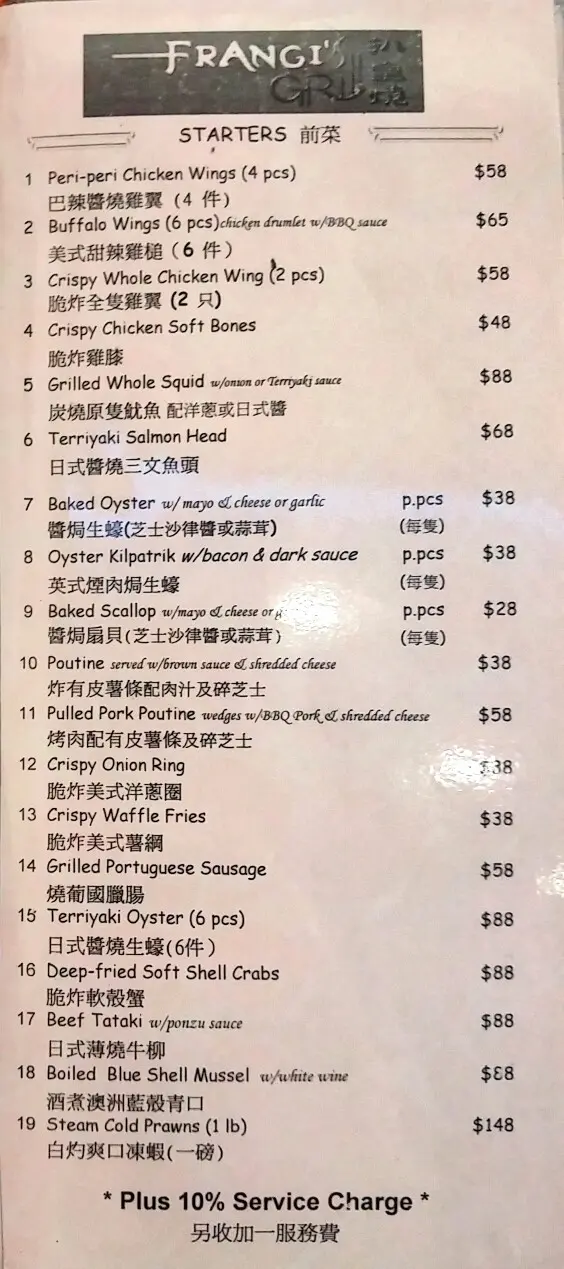 FRANGI'S
GRILL 扒爐燒
STARTERS 前菜
1 Peri-peri Chicken Wings (4 pcs) $58
巴辣醬燒雞翼 (4 件)
2 Buffalo Wings (6 pcs) chicken drumlet w/BBQ sauce $65
美式甜辣雞槌 (6 件)
3 Crispy Whole Chicken Wing (2 pcs) $58
脆炸全隻雞翼 (2 只)
4 Crispy Chicken Soft Bones $48
脆炸雞膝
5 Grilled Whole Squid w/onion or Terriyaki sauce $88
炭燒原隻魷魚 配洋蔥或日式醬
6 Terriyaki Salmon Head $68
日式醬燒三文魚頭
7 Baked Oyster w/ mayo & cheese or garlic p.pcs $38
醬焗生蠔(芝士沙律醬或蒜茸) (每隻)
8 Oyster Kilpatrik w/bacon & dark sauce p.pcs $38
英式煙肉焗生蠔 (每隻)
9 Baked Scallop w/mayo & cheese or p.pcs $28
醬焗扇貝(芝士沙律醬或蒜茸) (每隻)
10 Poutine served w/brown sauce & shredded cheese $38
炸有皮薯條配肉汁及碎芝士
11 Pulled Pork Poutine wedges w/BBQ Pork & shredded cheese $58
烤肉配有皮薯條及碎芝士
12 Crispy Onion Ring $38
脆炸美式洋蔥圈
13 Crispy Waffle Fries $38
脆炸美式薯網
14 Grilled Portuguese Sausage $58
燒葡國臘腸
15 Terriyaki Oyster (6 pcs) $88
日式醬燒生蠔(6件)
16 Deep-fried Soft Shell Crabs $88
脆炸軟殼蟹
17 Beef Tataki w/ponzu sauce $88
日式薄燒牛柳
18 Boiled Blue Shell Mussel w/white wine $88
酒煮澳洲藍殼青口
19 Steam Cold Prawns (1 lb) $148
白灼爽口凍蝦(一磅)
* Plus 10% Service Charge *
另收加一服務費